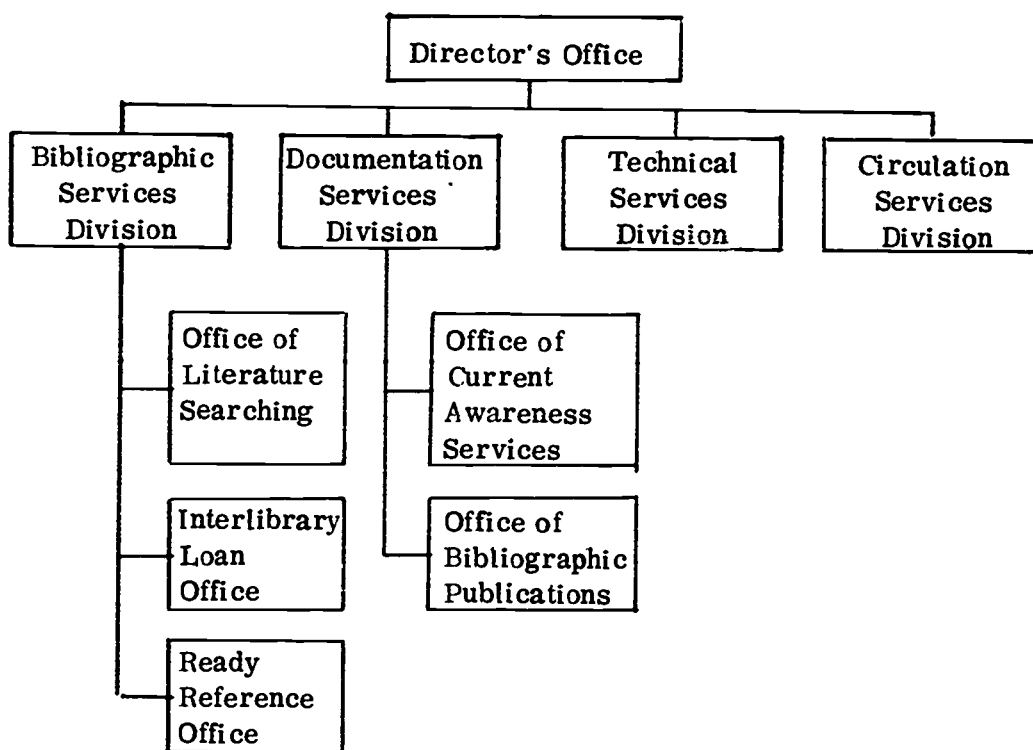 Director's Office
Bibliographic
Services
Division
Documentation
Services
Division
Technical
Services
Division
Circulation
Services
Division
Office of
Literature
Searching
Interlibrary
Loan
Office
Ready
Reference
Office
Office of
Current
Awareness
Services
Office of
Bibliographic
Publications